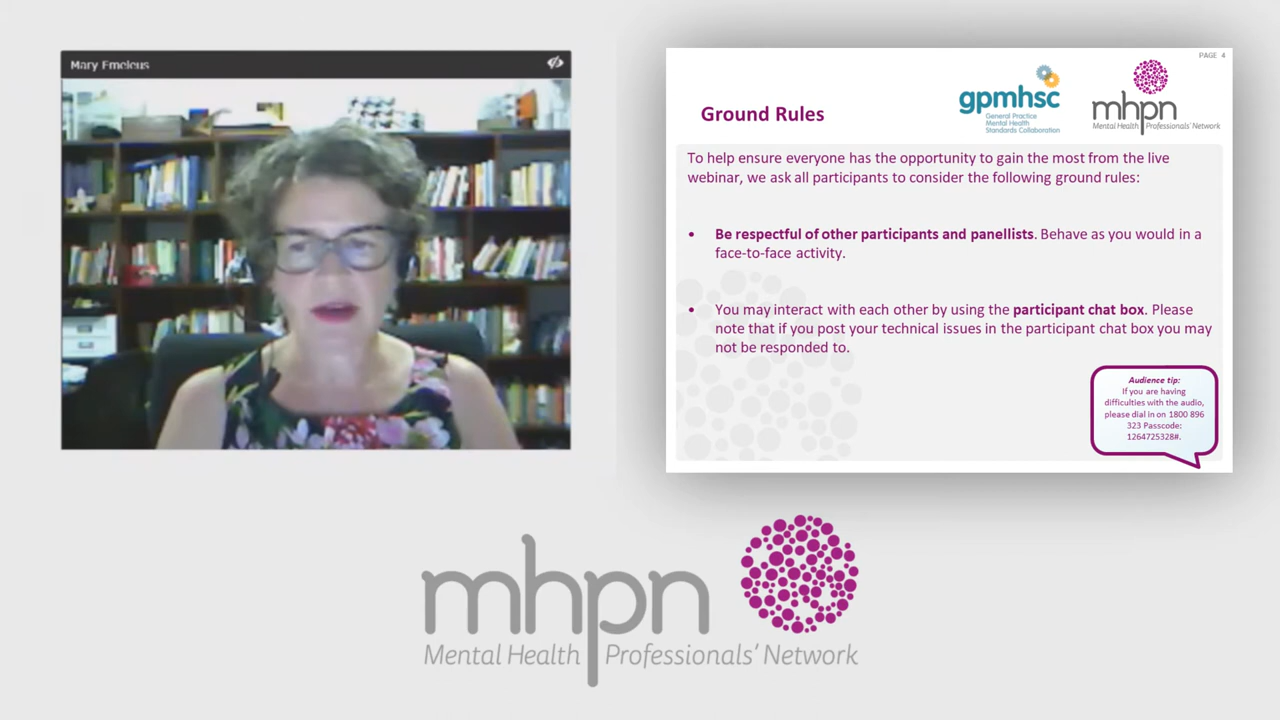 Mary Emeleus
PAGE 4
Ground Rules
gpmhsc
General Practice
Mental Health
Standards Collaboration
mhpn
Mental Health Professionals' Network
To help ensure everyone has the opportunity to gain the most from the live
webinar, we ask all participants to consider the following ground rules:
• Be respectful of other participants and panellists. Behave as you would in a
face-to-face activity.
• You may interact with each other by using the participant chat box. Please
note that if you post your technical issues in the participant chat box you may
not be responded to.
Audience tip:
If you are having
difficulties with the audio,
please dial in on 1800 896
323 Passcode:
1264725328#.
mhpn
Mental Health Professionals' Network